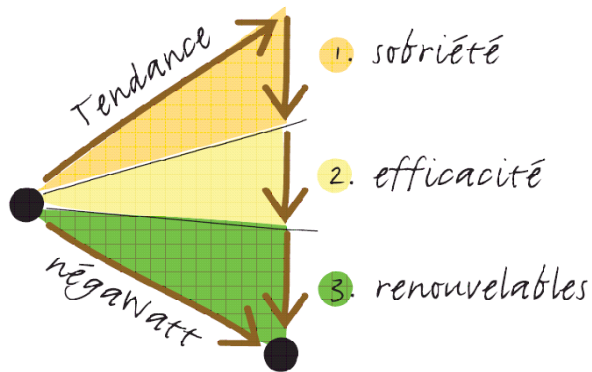 Tendance
1. sobriété
2. efficacité
négaWatt
3. renouvelables